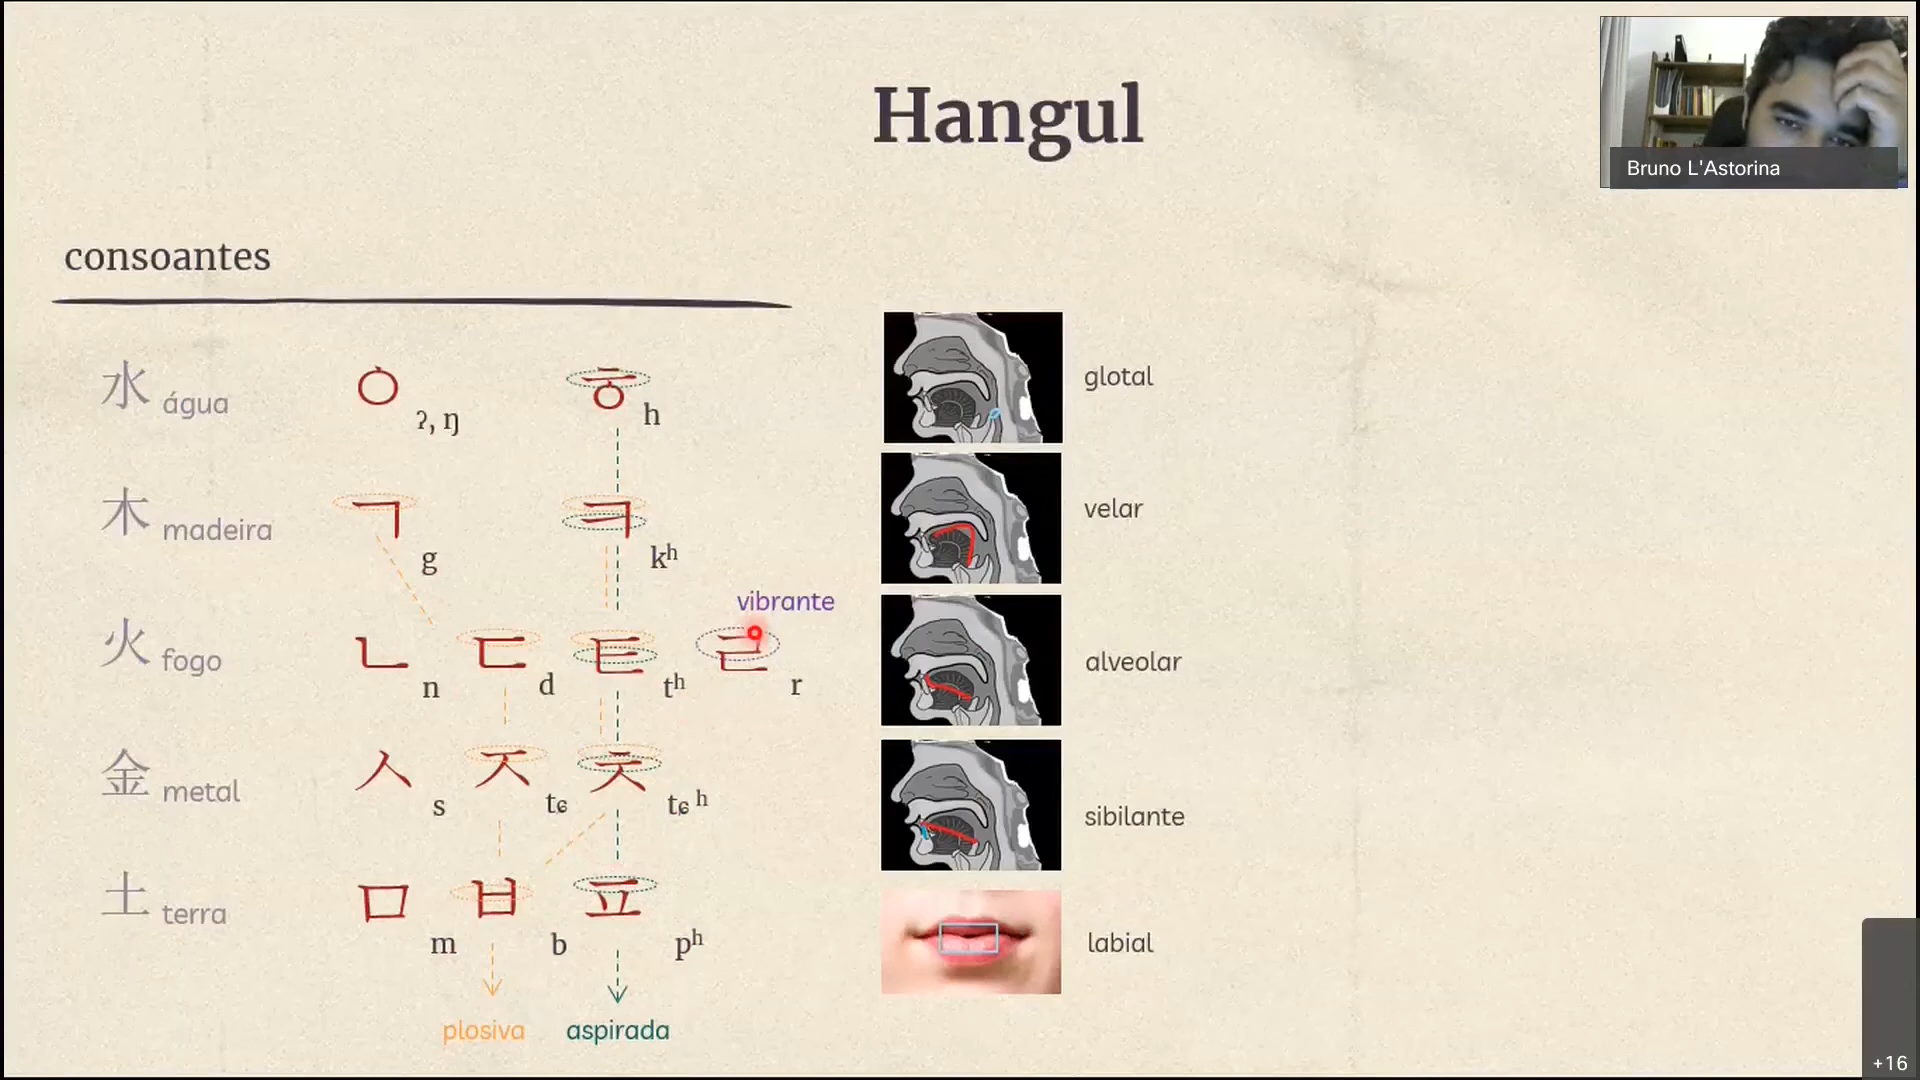 Hangul
Bruno L'Astorina
consoantes
水 água ㆁ ʔ, ŋ ㅎ h glotal
木 madeira ㄱ g ㅋ kʰ velar
vibrante
火 fogo ㄴ n ㄷ d ㅌ tʰ ㄹ r alveolar
金 metal ㅅ s ㅈ tɕ ㅊ tɕ ʰ sibilante
土 terra ㅁ m ㅂ b ㅍ pʰ labial
plosiva aspirada
+16